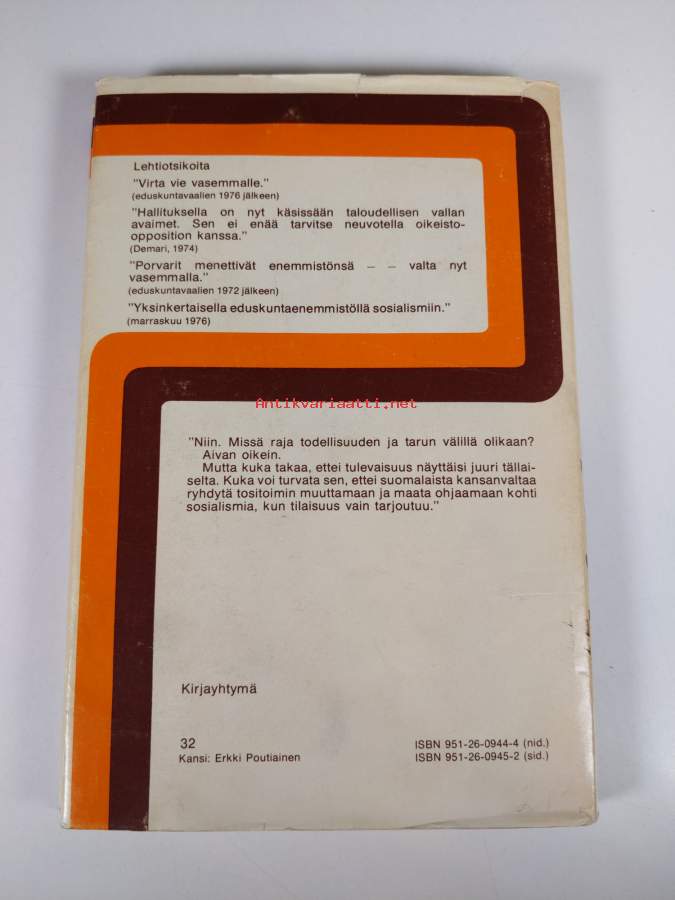 Lehtiotsikoita
"Virta vie vasemmalle."
(eduskuntavaalien 1976 jälkeen)
"Hallituksella on nyt käsissään taloudellisen vallan
avaimet. Sen ei enää tarvitse neuvotella oikeisto-
opposition kanssa."
(Demari, 1974)
"Porvarit menettivät enemmistönsä – – valta nyt
vasemmalla."
(eduskuntavaalien 1972 jälkeen)
"Yksinkertaisella eduskuntaenemmistöllä sosialismiin."
(marraskuu 1976)
Antikvariaatti.net
"Niin. Missä raja todellisuuden ja tarun välillä olikaan?
Aivan oikein.
Mutta kuka takaa, ettei tulevaisuus näyttäisi juuri tällai-
selta. Kuka voi turvata sen, ettei suomalaista kansanvaltaa
ryhdytä tositoimin muuttamaan ja maata ohjaamaan kohti
sosialismia, kun tilaisuus vain tarjoutuu."
Kirjayhtymä
32
Kansi: Erkki Poutiainen
ISBN 951-26-0944-4 (nid.)
ISBN 951-26-0945-2 (sid.)